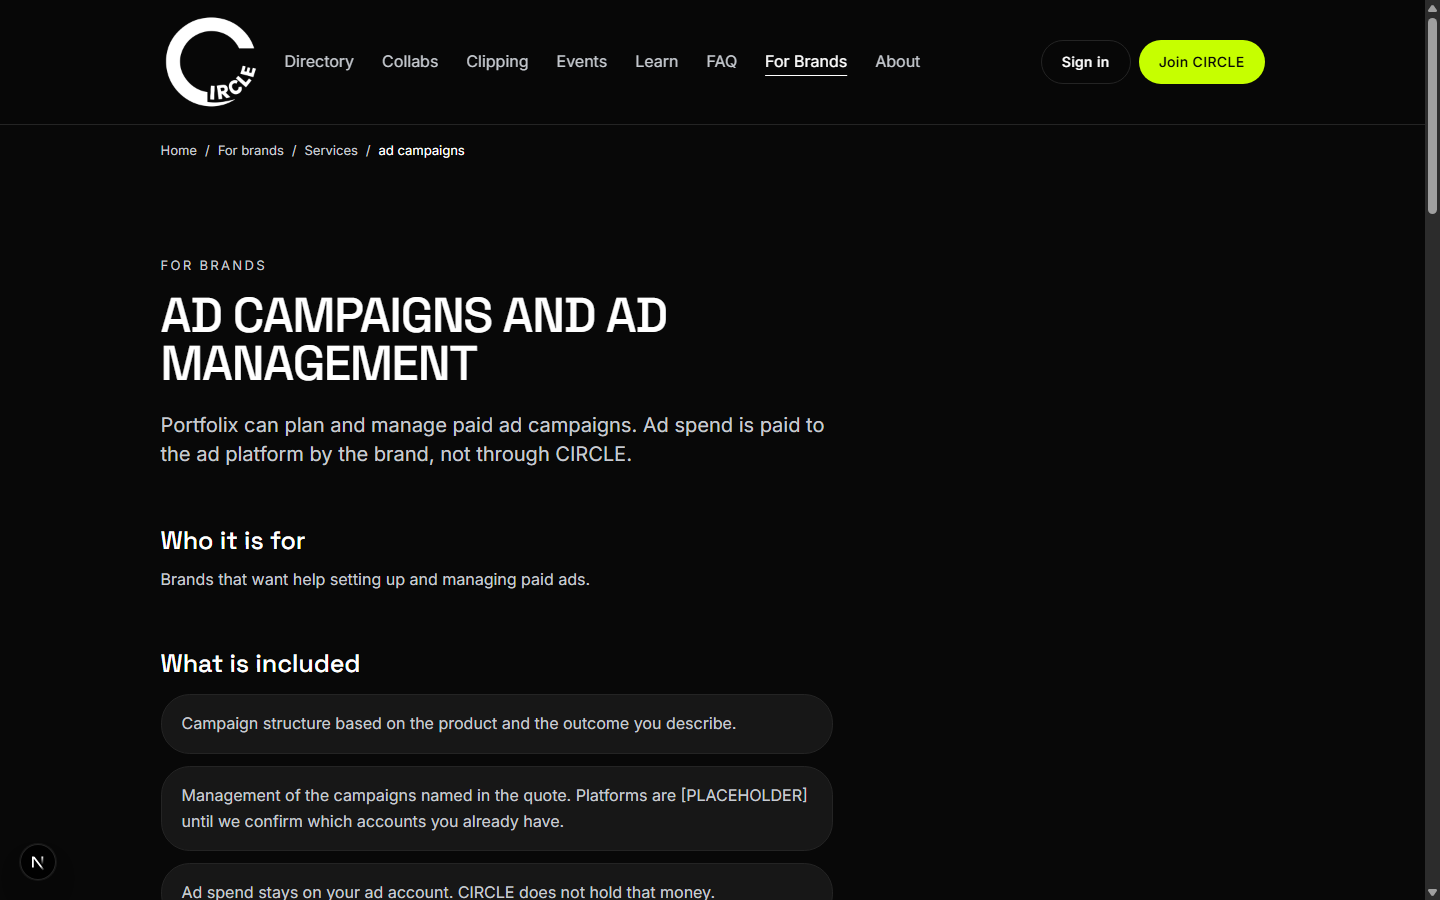 CIRCLE
Directory
Collabs
Clipping
Events
Learn
FAQ
For Brands
About
Sign in
Join CIRCLE
Home / For brands / Services / ad campaigns
FOR BRANDS
AD CAMPAIGNS AND AD
MANAGEMENT
Portfolix can plan and manage paid ad campaigns. Ad spend is paid to
the ad platform by the brand, not through CIRCLE.
Who it is for
Brands that want help setting up and managing paid ads.
What is included
Campaign structure based on the product and the outcome you describe.
Management of the campaigns named in the quote. Platforms are [PLACEHOLDER]
until we confirm which accounts you already have.
Ad spend stays on your ad account. CIRCLE does not hold that money.
N